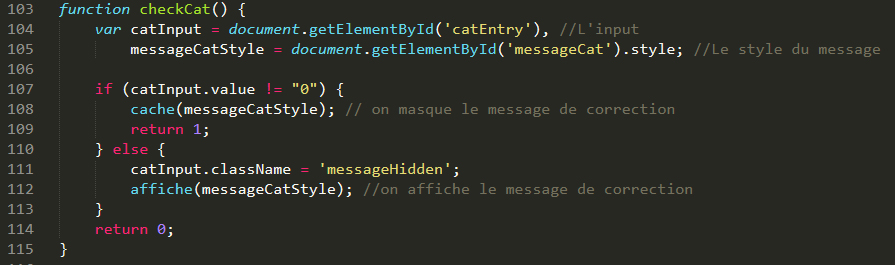 103 function checkCat() {
104 var catInput = document.getElementById('catEntry'), //L'input
105 messageCatStyle = document.getElementById('messageCat').style; //Le style du message
106
107 if (catInput.value != "0") {
108 cache(messageCatStyle); // on masque le message de correction
109 return 1;
110 } else {
111 catInput.className = 'messageHidden';
112 affiche(messageCatStyle); //on affiche le message de correction
113 }
114 return 0;
115 }